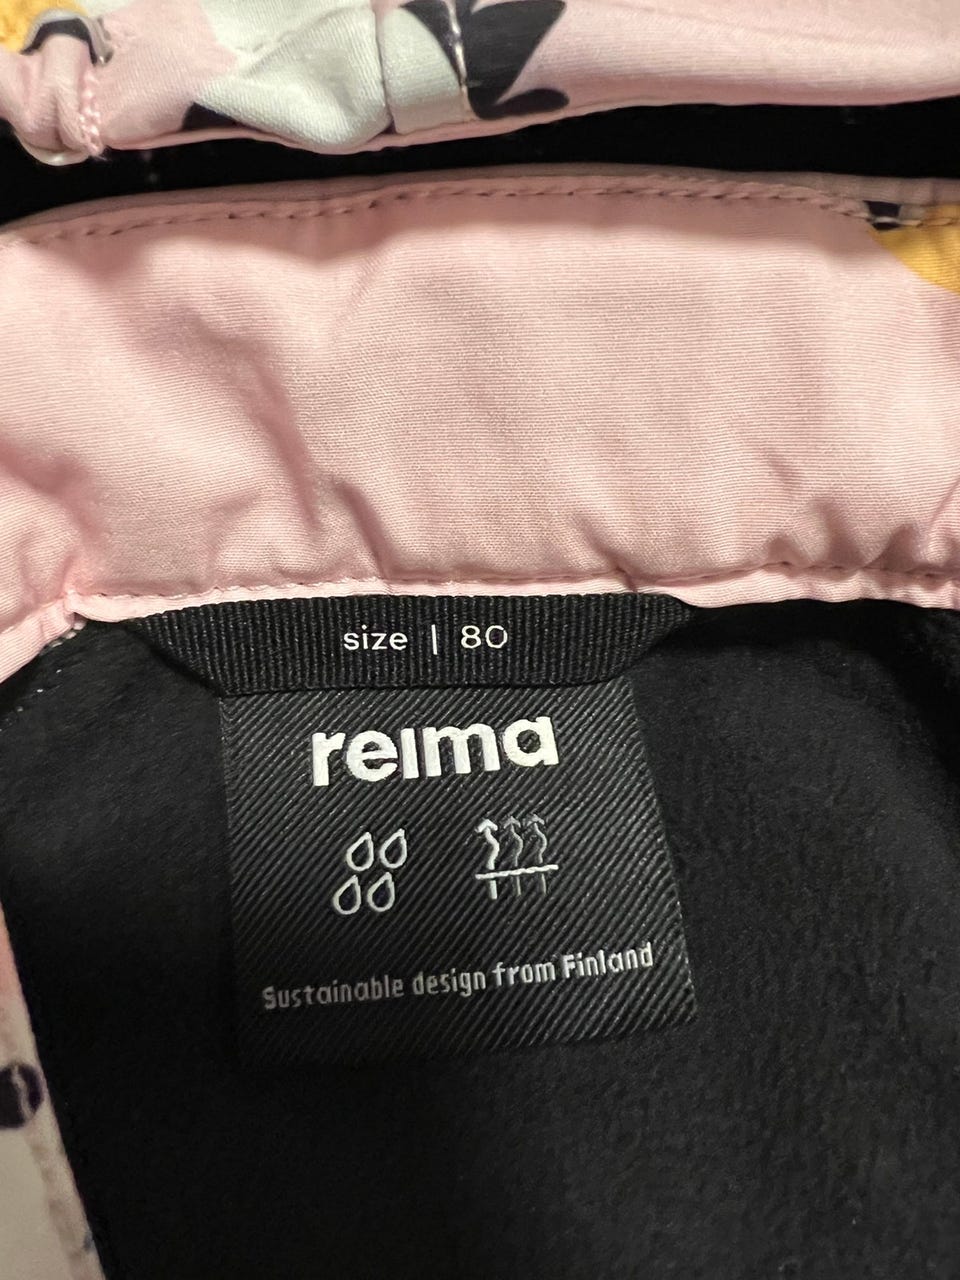 size | 80
reima
Sustainable design from Finland